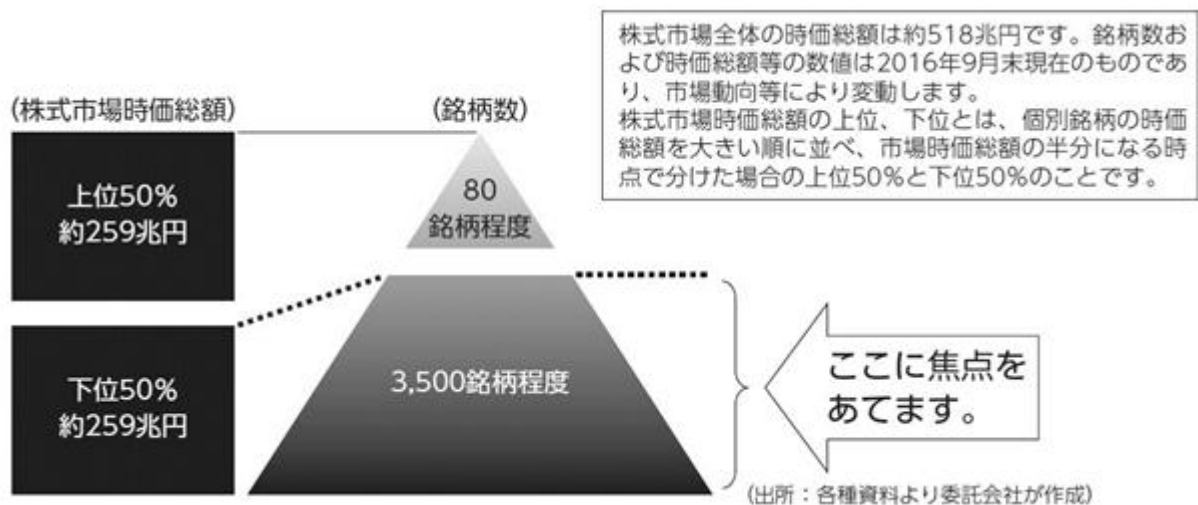 株式市場全体の時価総額は約518兆円です。銘柄数お
よび時価総額等の数値は2016年9月末現在のものであ
り、市場動向等により変動します。
株式市場時価総額の上位、下位とは、個別銘柄の時価
総額を大きい順に並べ、市場時価総額の半分になる時
点で分けた場合の上位50%と下位50%のことです。
(株式市場時価総額)
(銘柄数)
上位50%
約259兆円
80
銘柄程度
下位50%
約259兆円
3,500銘柄程度
ここに焦点を
あてます。
(出所：各種資料より委託会社が作成)